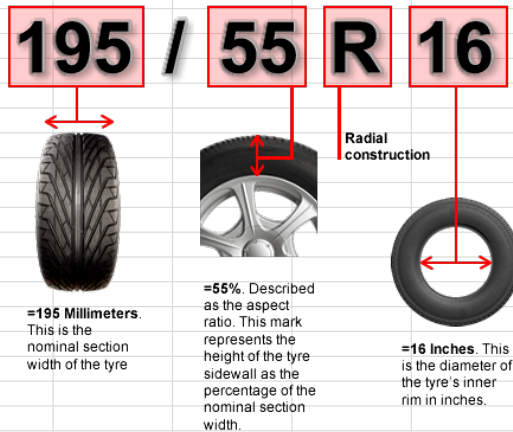 195 / 55 R 16
Radial
construction
=195 Millimeters.
This is the
nominal section
width of the tyre
=55%. Described
as the aspect
ratio. This mark
represents the
height of the tyre
sidewall as the
percentage of the
nominal section
width.
=16 Inches. This
is the diameter of
the tyre's inner
rim in inches.